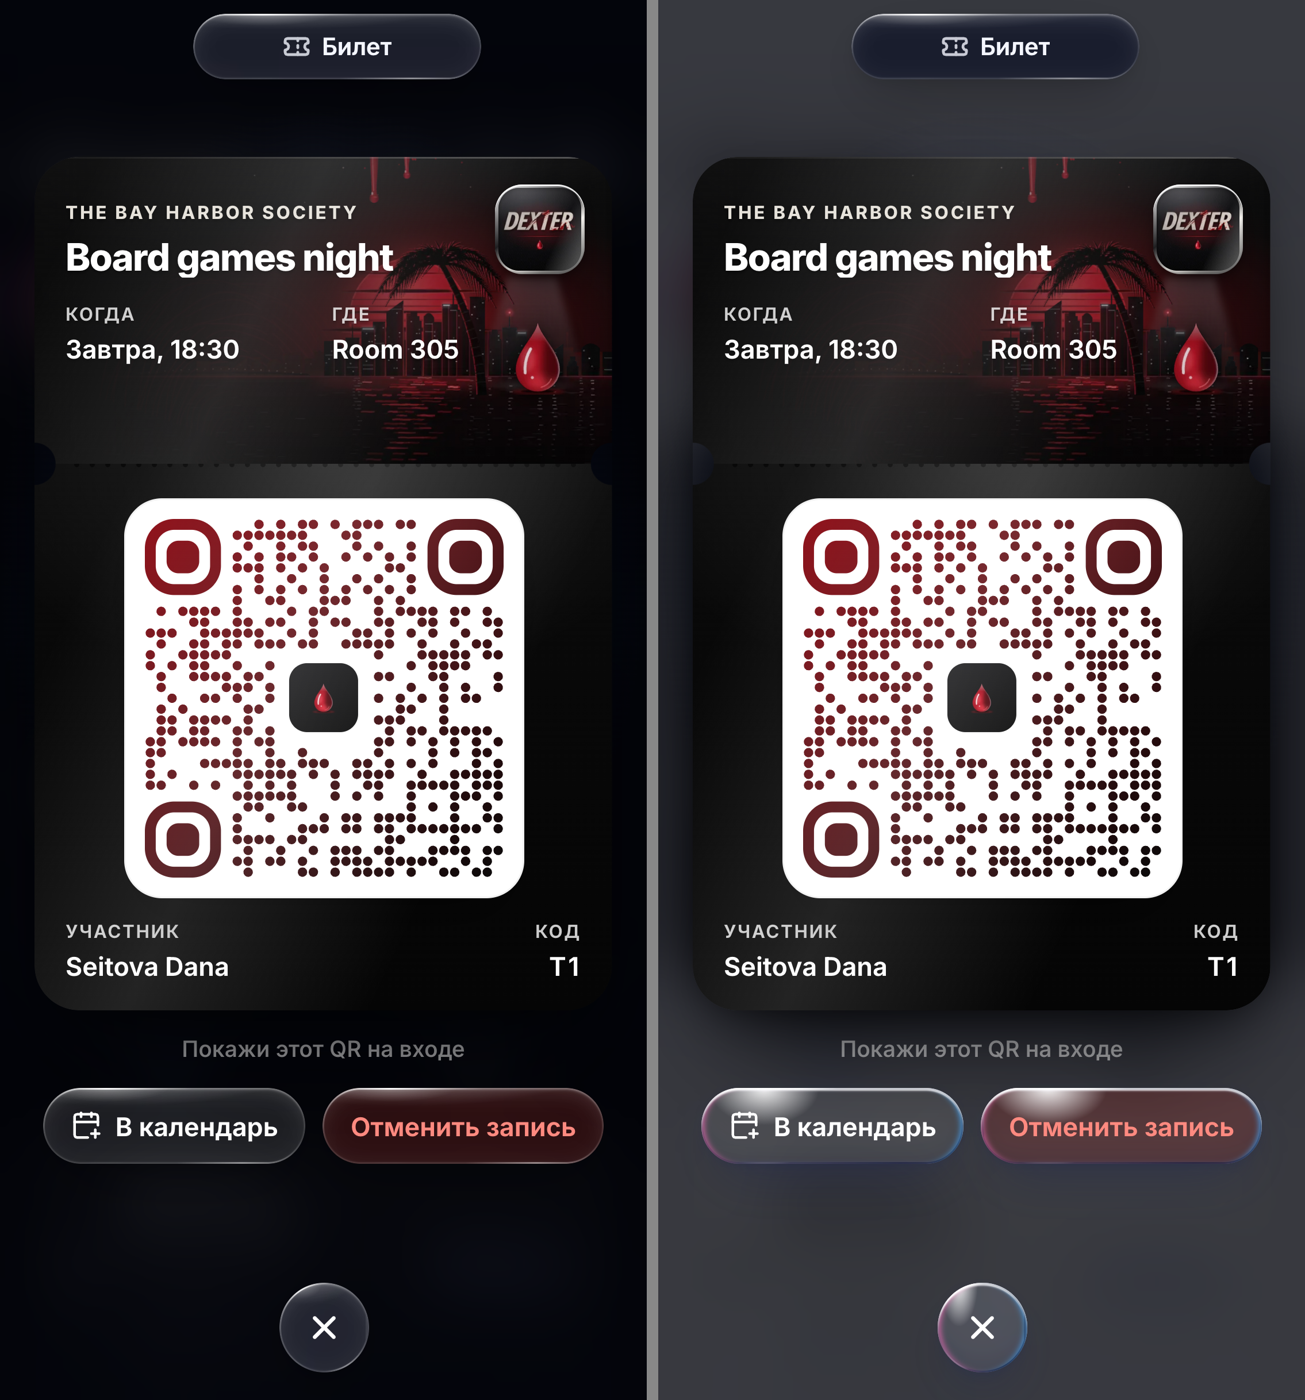 Билет
THE BAY HARBOR SOCIETY
DEXTER
Board games night
КОГДА
ГДЕ
Завтра, 18:30
Room 305
УЧАСТНИК
КОД
Seitova Dana
T1
Покажи этот QR на входе
В календарь
Отменить запись
Билет
THE BAY HARBOR SOCIETY
DEXTER
Board games night
КОГДА
ГДЕ
Завтра, 18:30
Room 305
УЧАСТНИК
КОД
Seitova Dana
T1
Покажи этот QR на входе
В календарь
Отменить запись